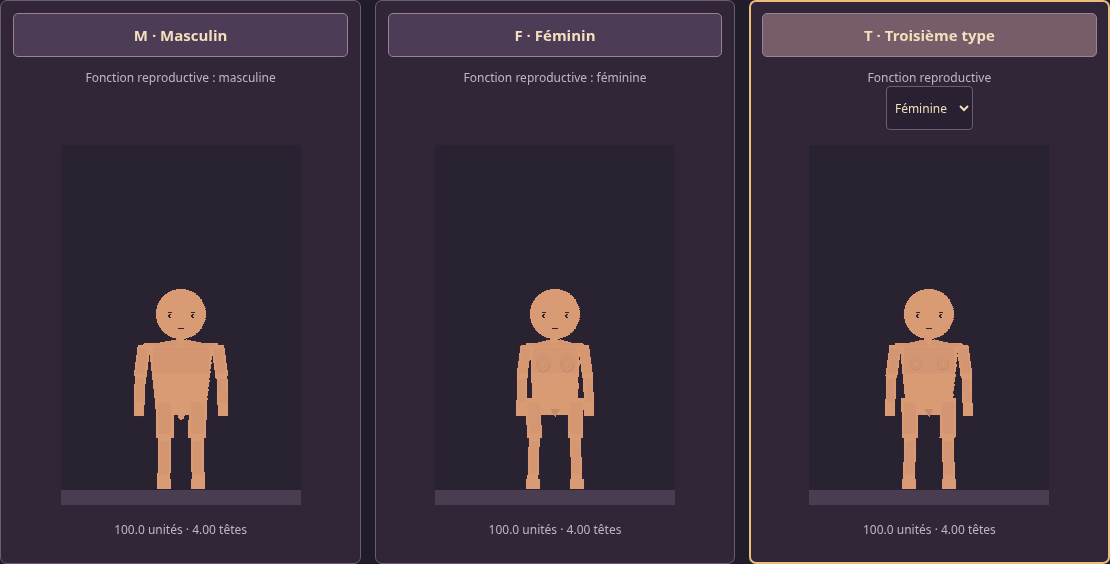 M · Masculin
Fonction reproductive : masculine
100.0 unités · 4.00 têtes
F · Féminin
Fonction reproductive : féminine
100.0 unités · 4.00 têtes
T · Troisième type
Fonction reproductive
Féminine
100.0 unités · 4.00 têtes